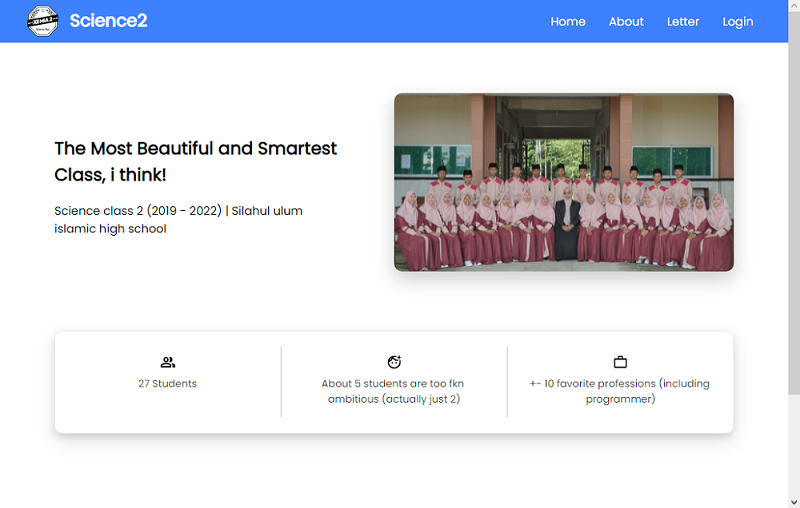 Science2
Home
About
Letter
Login
The Most Beautiful and Smartest
Class, i think!
Science class 2 (2019 - 2022) | Silahul ulum
islamic high school
27 Students
About 5 students are too fkn
ambitious (actually just 2)
+- 10 favorite professions (including
programmer)